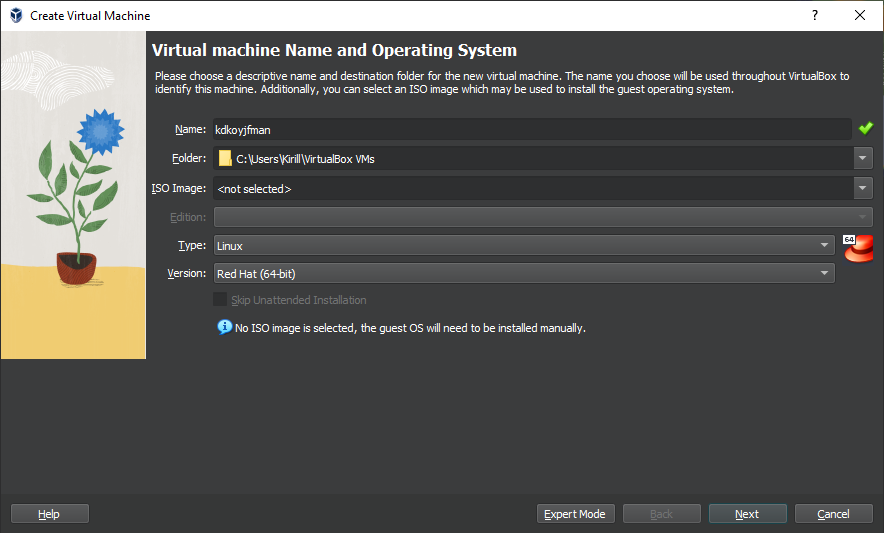 Create Virtual Machine
?
Virtual machine Name and Operating System
Please choose a descriptive name and destination folder for the new virtual machine. The name you choose will be used throughout VirtualBox to
identify this machine. Additionally, you can select an ISO image which may be used to install the guest operating system.
Name: kdkoyjfman
Folder: C:\Users\Kirill\VirtualBox VMs
ISO Image: <not selected>
Edition:
Type: Linux
64
Version: Red Hat (64-bit)
Skip Unattended Installation
No ISO image is selected, the guest OS will need to be installed manually.
Help Expert Mode Back Next Cancel